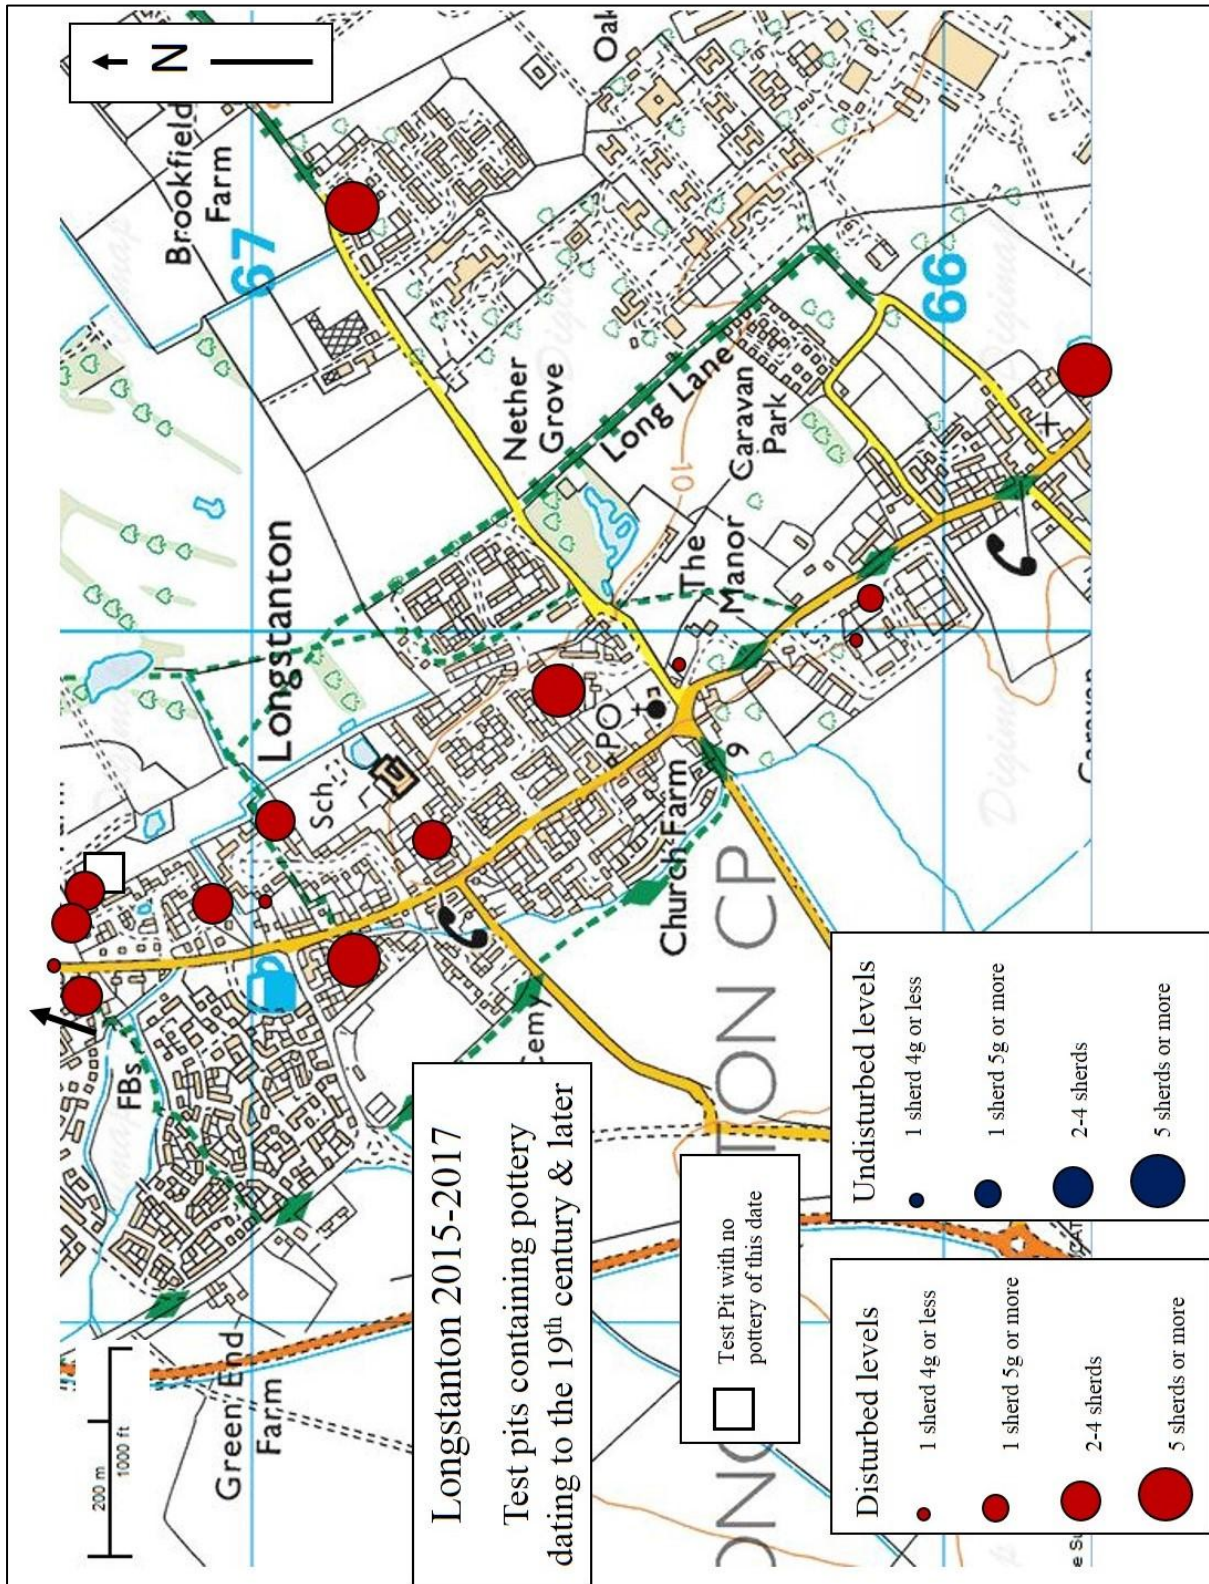 N
Brookfield
Farm
67
Oak
Nether
Grove
Long Lane
Longstanton
Caravan
Park
10
66
The
Manor
PO
Sch
9
Church Farm
FBs
Cemy
Green End
Farm
200 m
1000 ft
Digimap
Digimap
Digimap
Longstanton 2015-2017
Test pits containing pottery
dating to the 19th century & later
Test Pit with no
pottery of this date
Disturbed levels
1 sherd 4g or less
1 sherd 5g or more
2-4 sherds
5 sherds or more
Undisturbed levels
1 sherd 4g or less
1 sherd 5g or more
2-4 sherds
5 sherds or more